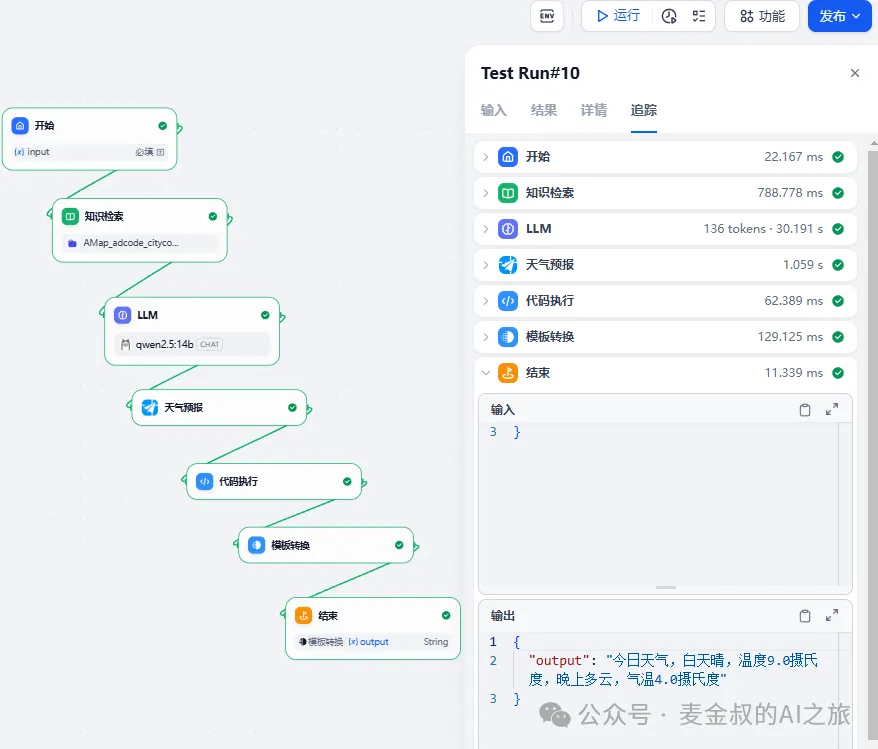 ENV
运行
功能
发布
开始
input
必填
知识检索
AMap_adcode_cityco...
LLM
qwen2.5:14b CHAT
天气预报
代码执行
模板转换
结束
模板转换 / {x} output String
Test Run#10
输入 结果 详情 追踪
开始 22.167 ms
知识检索 788.778 ms
LLM 136 tokens · 30.191 s
天气预报 1.059 s
代码执行 62.389 ms
模板转换 129.125 ms
结束 11.339 ms
输入
3 }
输出
1 {
2 "output": "今日天气，白天晴，温度9.0摄氏
度，晚上多云，气温4.0摄氏度"
3 }
公众号 · 麦金叔的AI之旅